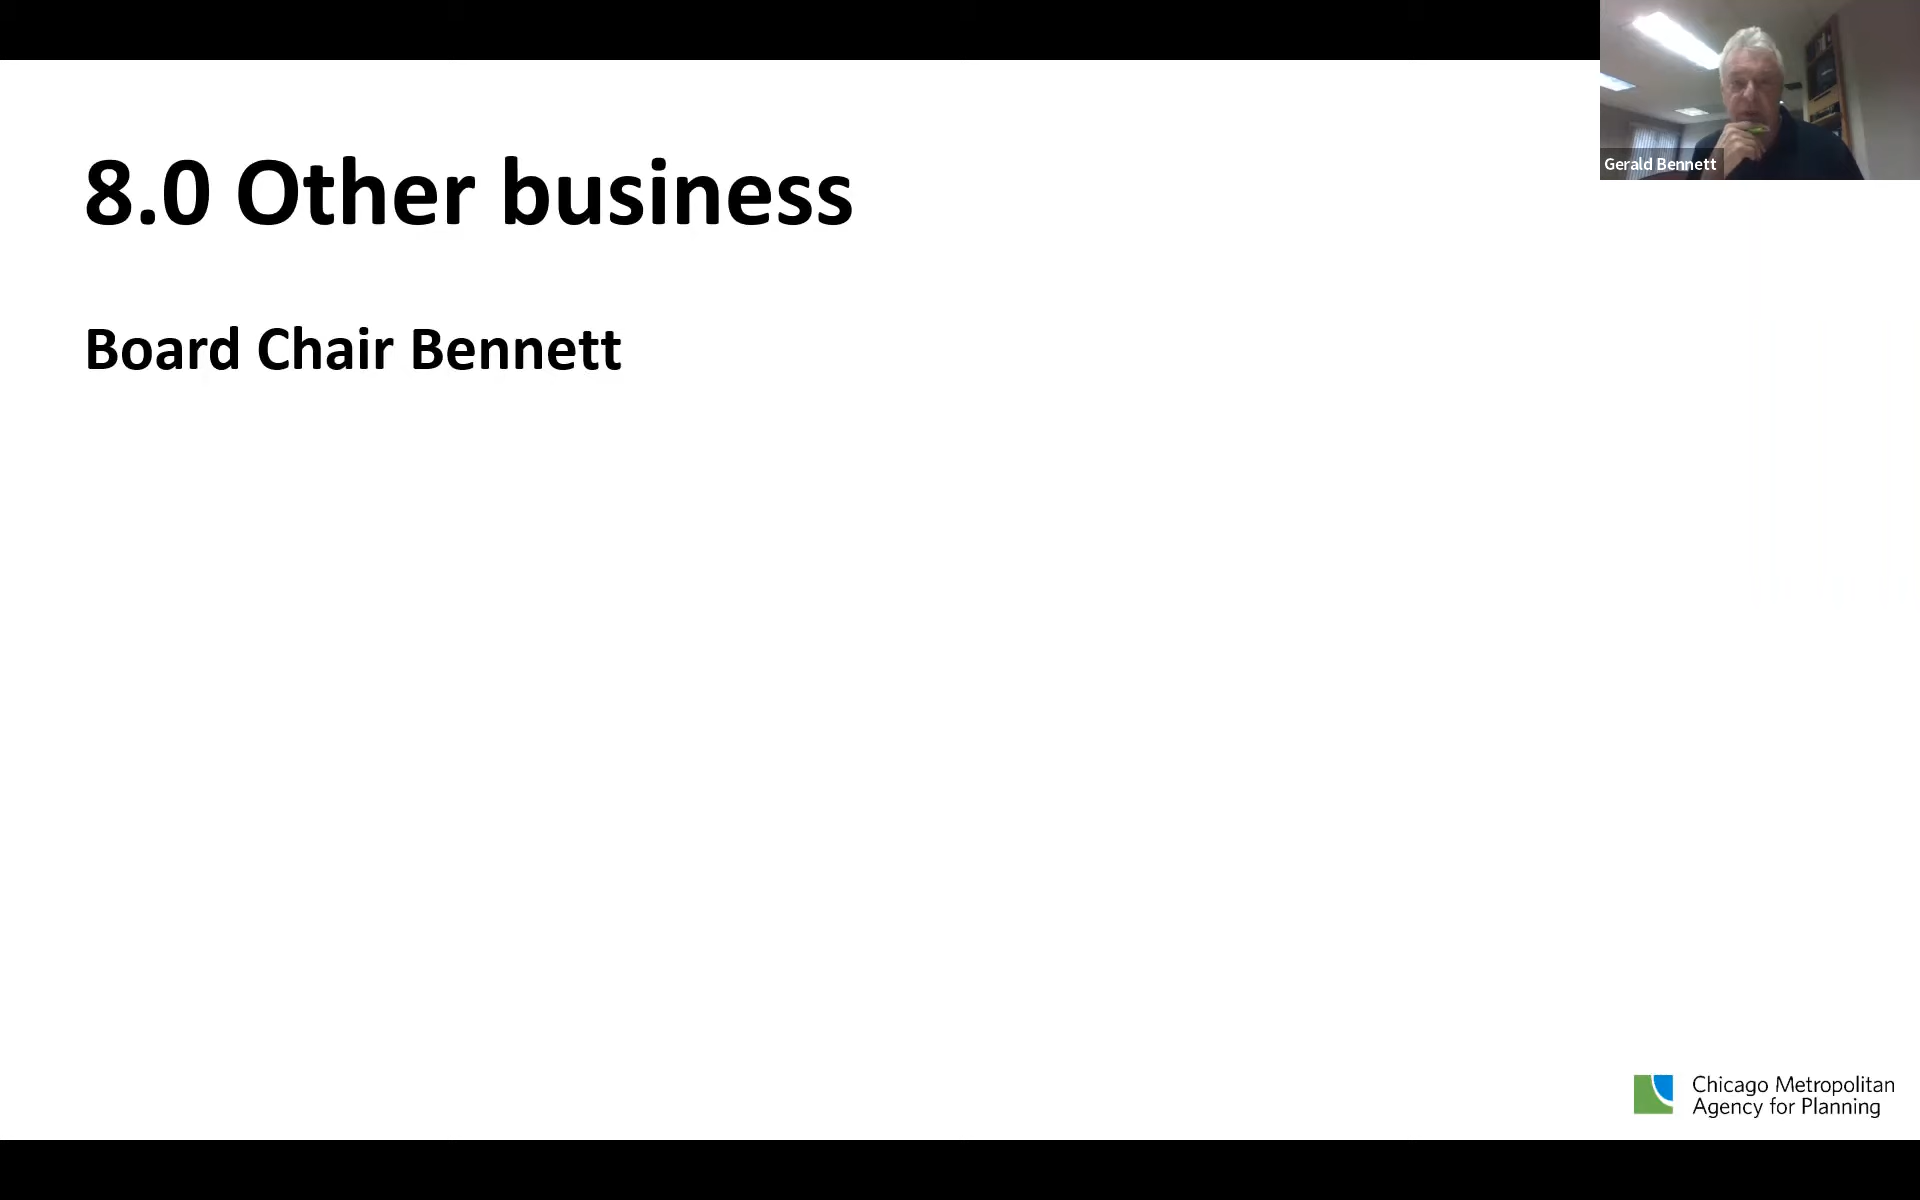 8.0 Other business
Board Chair Bennett
Gerald Bennett
Chicago Metropolitan
Agency for Planning